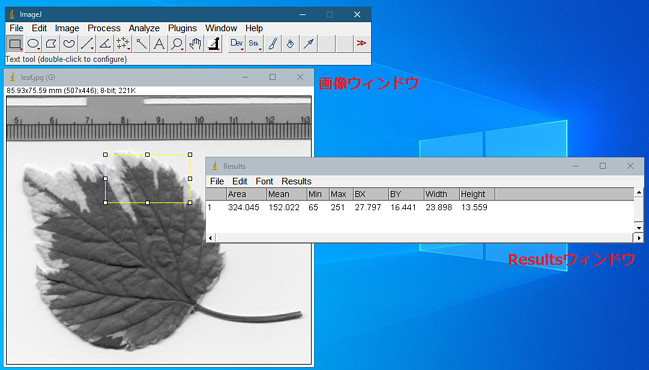 ImageJ
File Edit Image Process Analyze Plugins Window Help
Dev Stk
Text tool (double-click to configure)
leaf.jpg (G)
85.93x75.59 mm (507x446); 8-bit; 221K
画像ウィンドウ
5 6 7 8 9 10 11 12 13
Results
File Edit Font Results
Area Mean Min Max BX BY Width Height
1 324.045 152.022 65 251 27.797 16.441 23.898 13.559
Resultsウィンドウ